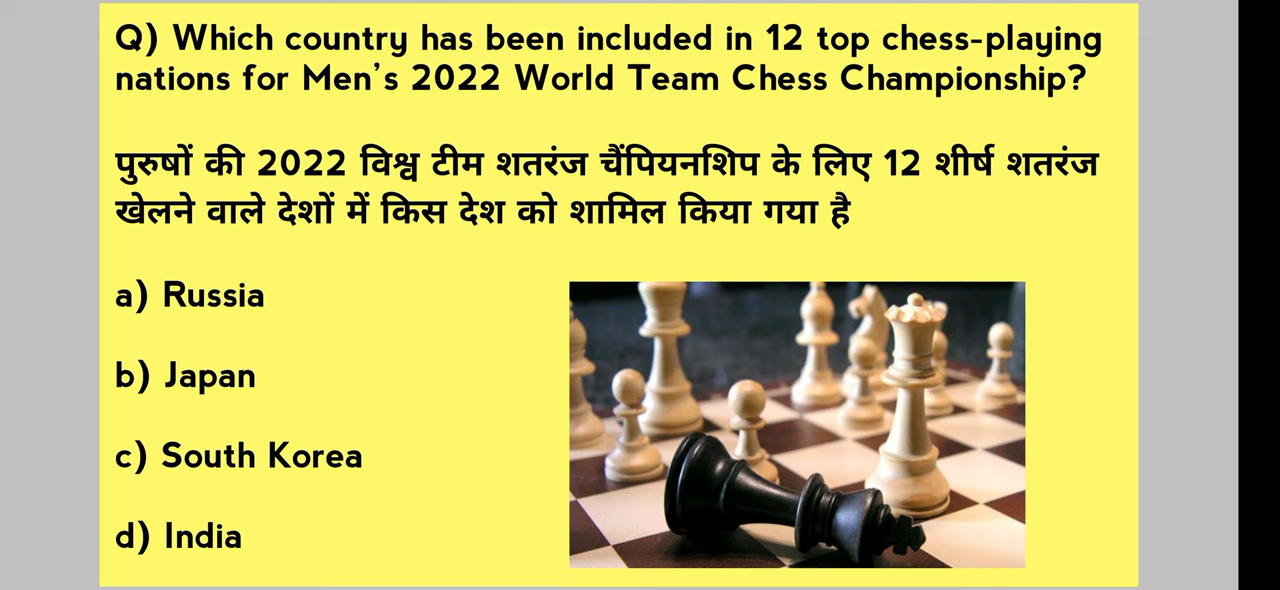 Q) Which country has been included in 12 top chess-playing
nations for Men's 2022 World Team Chess Championship?
पुरुषों की 2022 विश्व टीम शतरंज चैंपियनशिप के लिए 12 शीर्ष शतरंज
खेलने वाले देशों में किस देश को शामिल किया गया है
a) Russia
b) Japan
c) South Korea
d) India